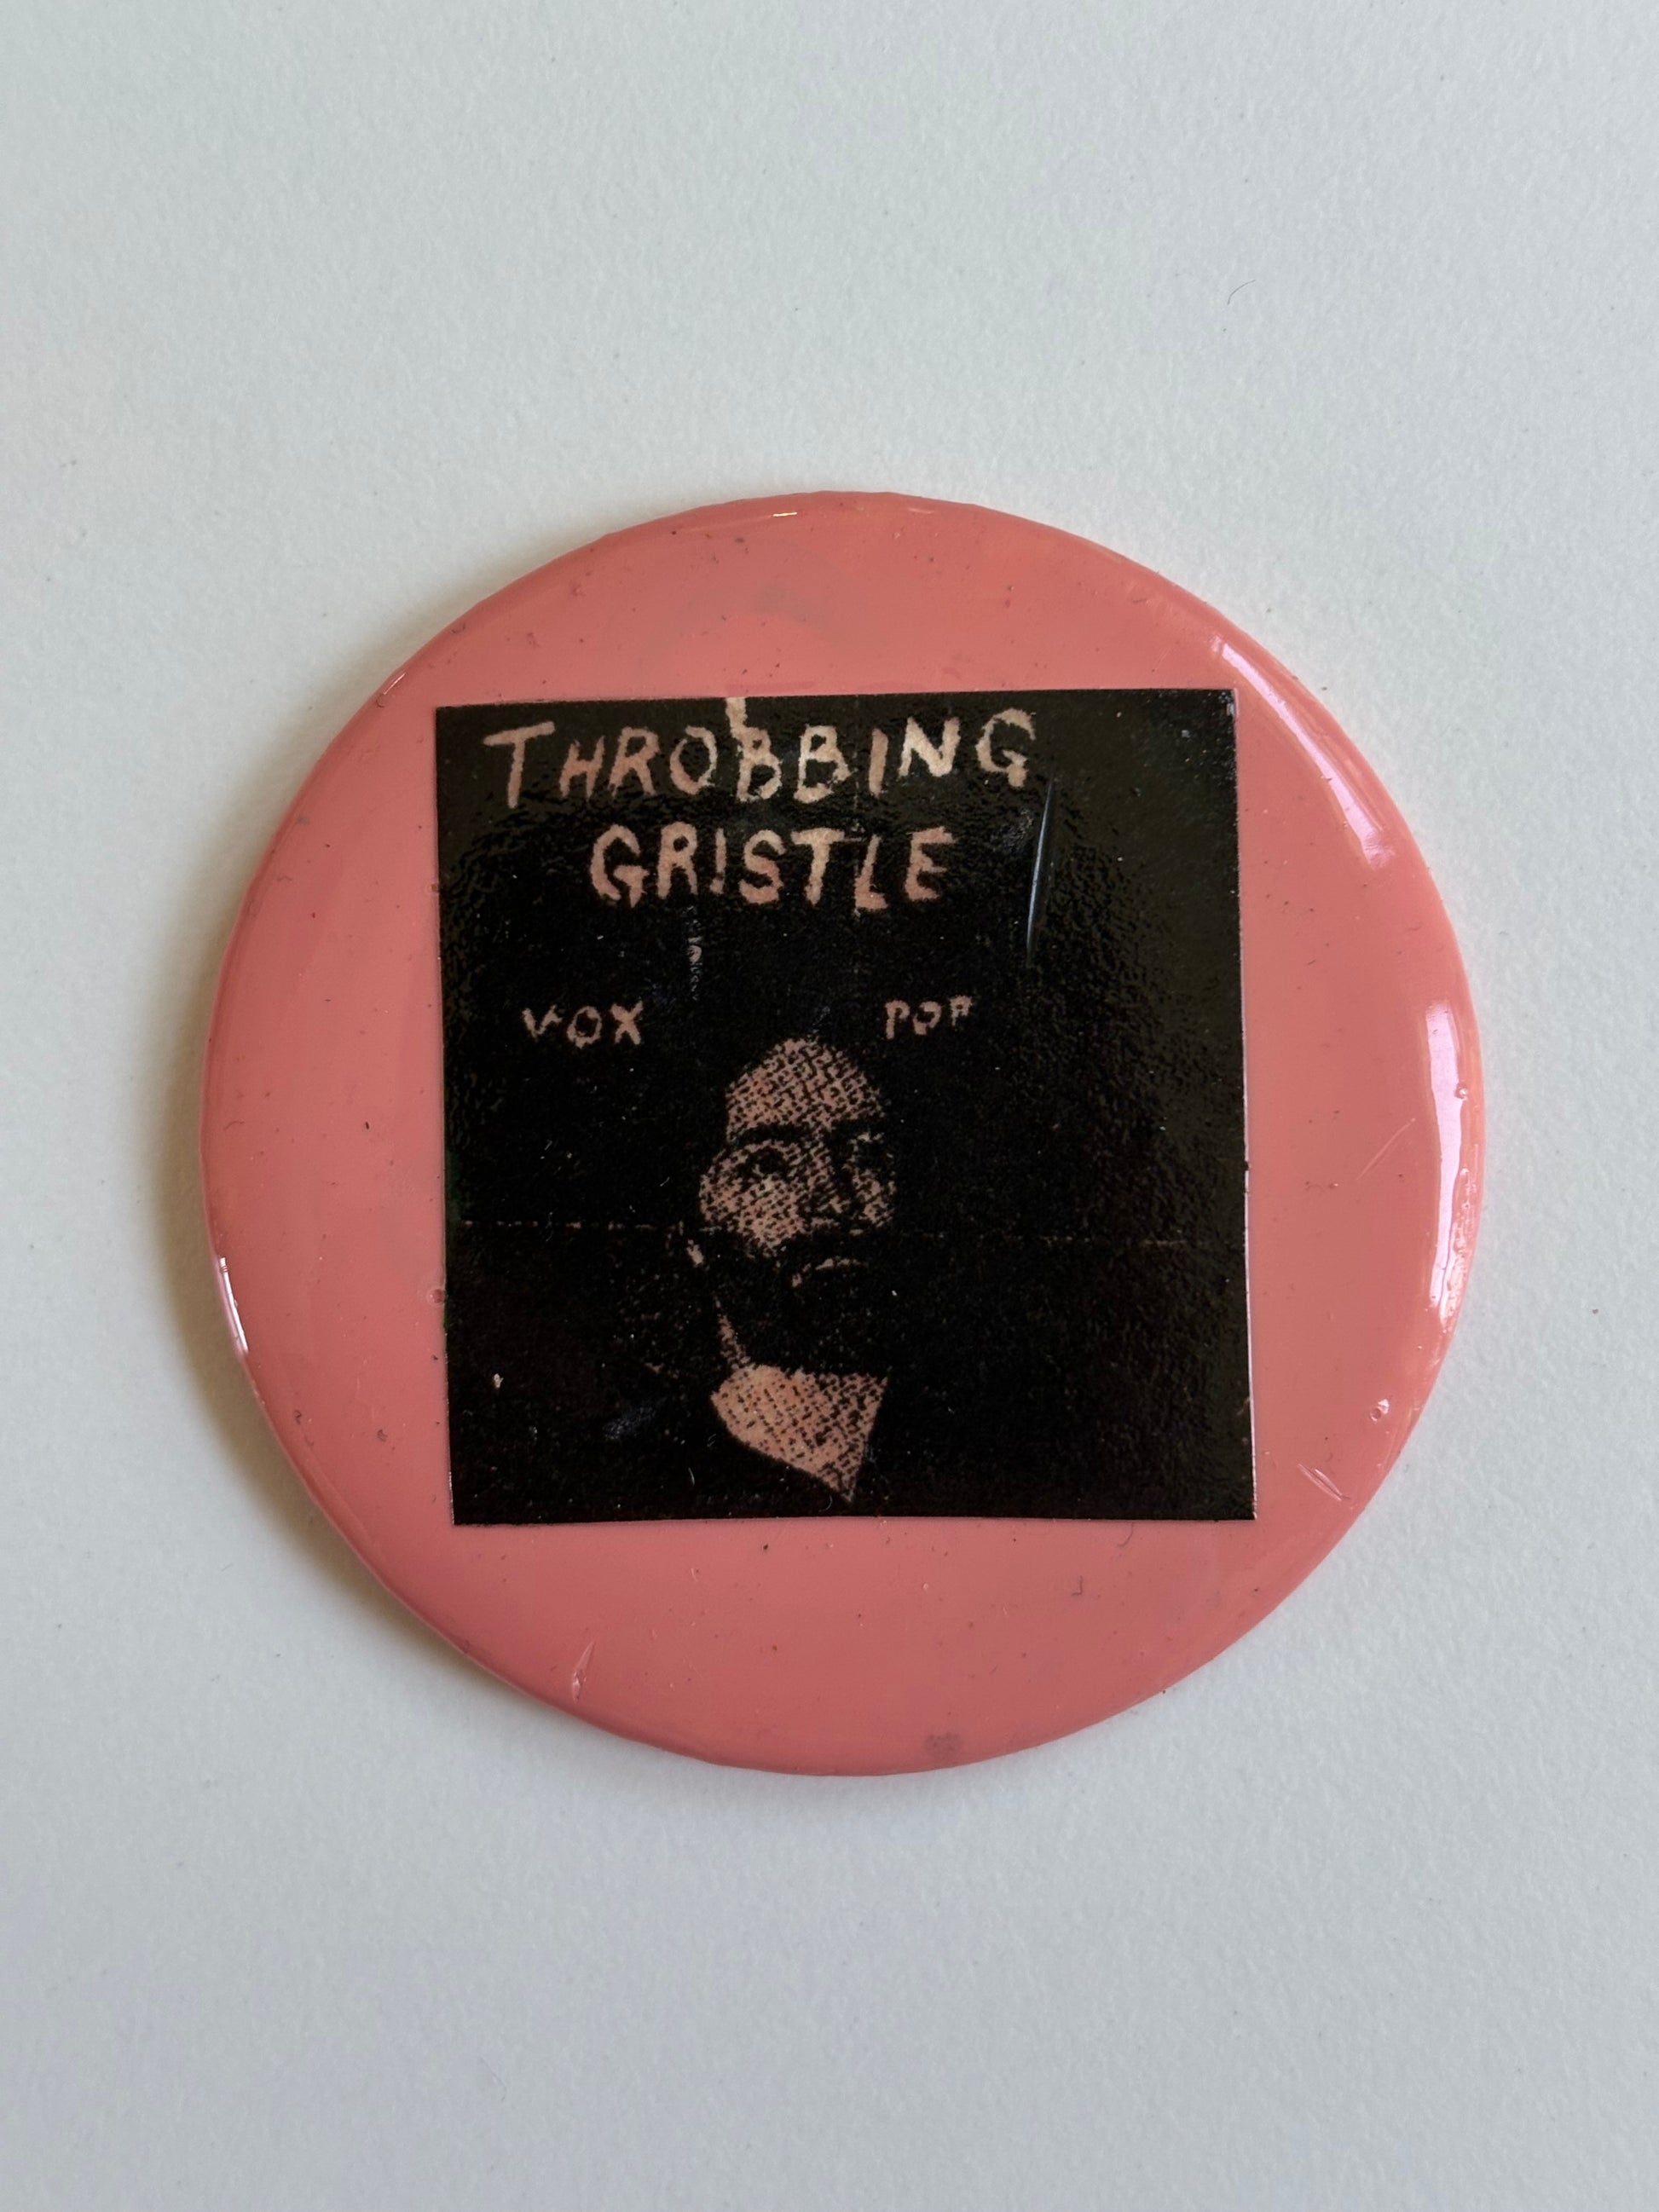 THROBBING
GRISTLE
VOX POP